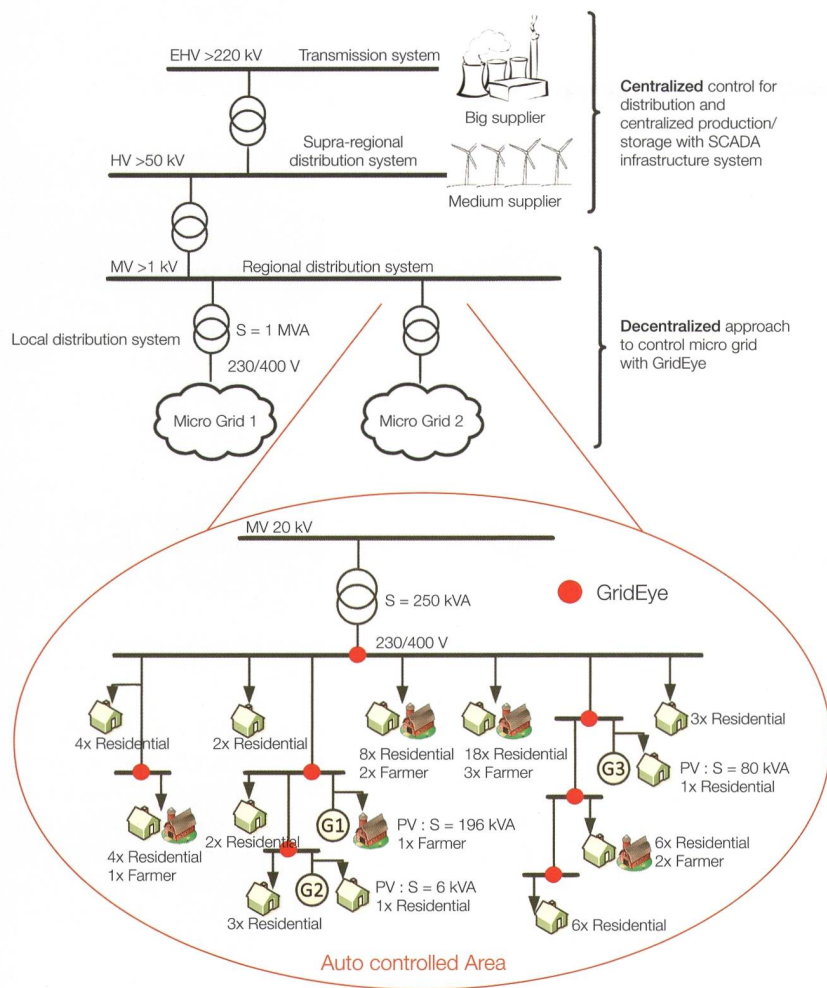 EHV >220 kV
Transmission system
Big supplier
Centralized control for
distribution and
centralized production/
storage with SCADA
infrastructure system
Supra-regional
distribution system
HV >50 kV
Medium supplier
MV >1 kV
Regional distribution system
Local distribution system
S = 1 MVA
230/400 V
Decentralized approach
to control micro grid
with GridEye
Micro Grid 1
Micro Grid 2
MV 20 kV
S = 250 kVA
GridEye
230/400 V
4x Residential
2x Residential
8x Residential
2x Farmer
18x Residential
3x Farmer
3x Residential
G3
PV : S = 80 kVA
1x Residential
4x Residential
1x Farmer
2x Residential
G1
PV : S = 196 kVA
1x Farmer
6x Residential
2x Farmer
3x Residential
G2
PV : S = 6 kVA
1x Residential
6x Residential
Auto controlled Area